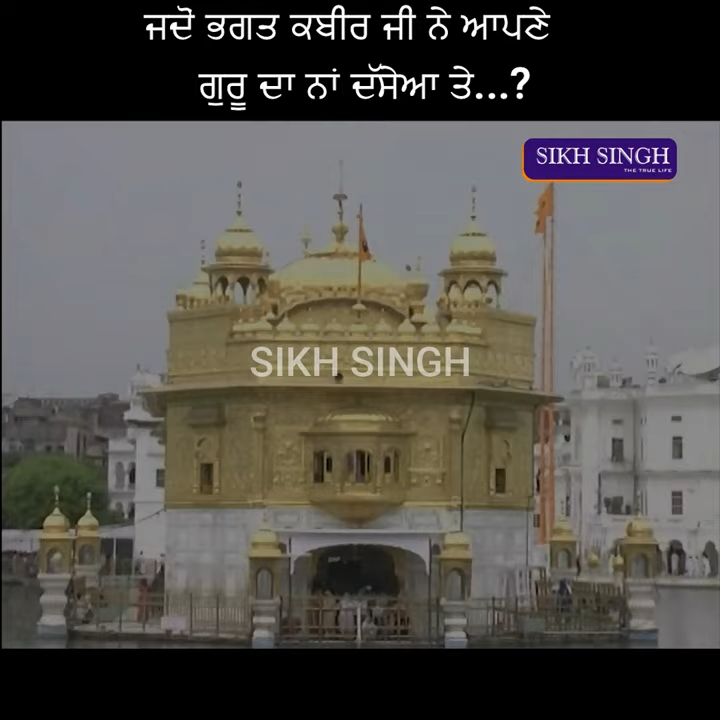 ਜਦੋ ਭਗਤ ਕਬੀਰ ਜੀ ਨੇ ਆਪਣੇ
ਗੁਰੂ ਦਾ ਨਾਂ ਦੱਸੇਆ ਤੇ...?
SIKH SINGH
THE TRUE LIFE
SIKH SINGH